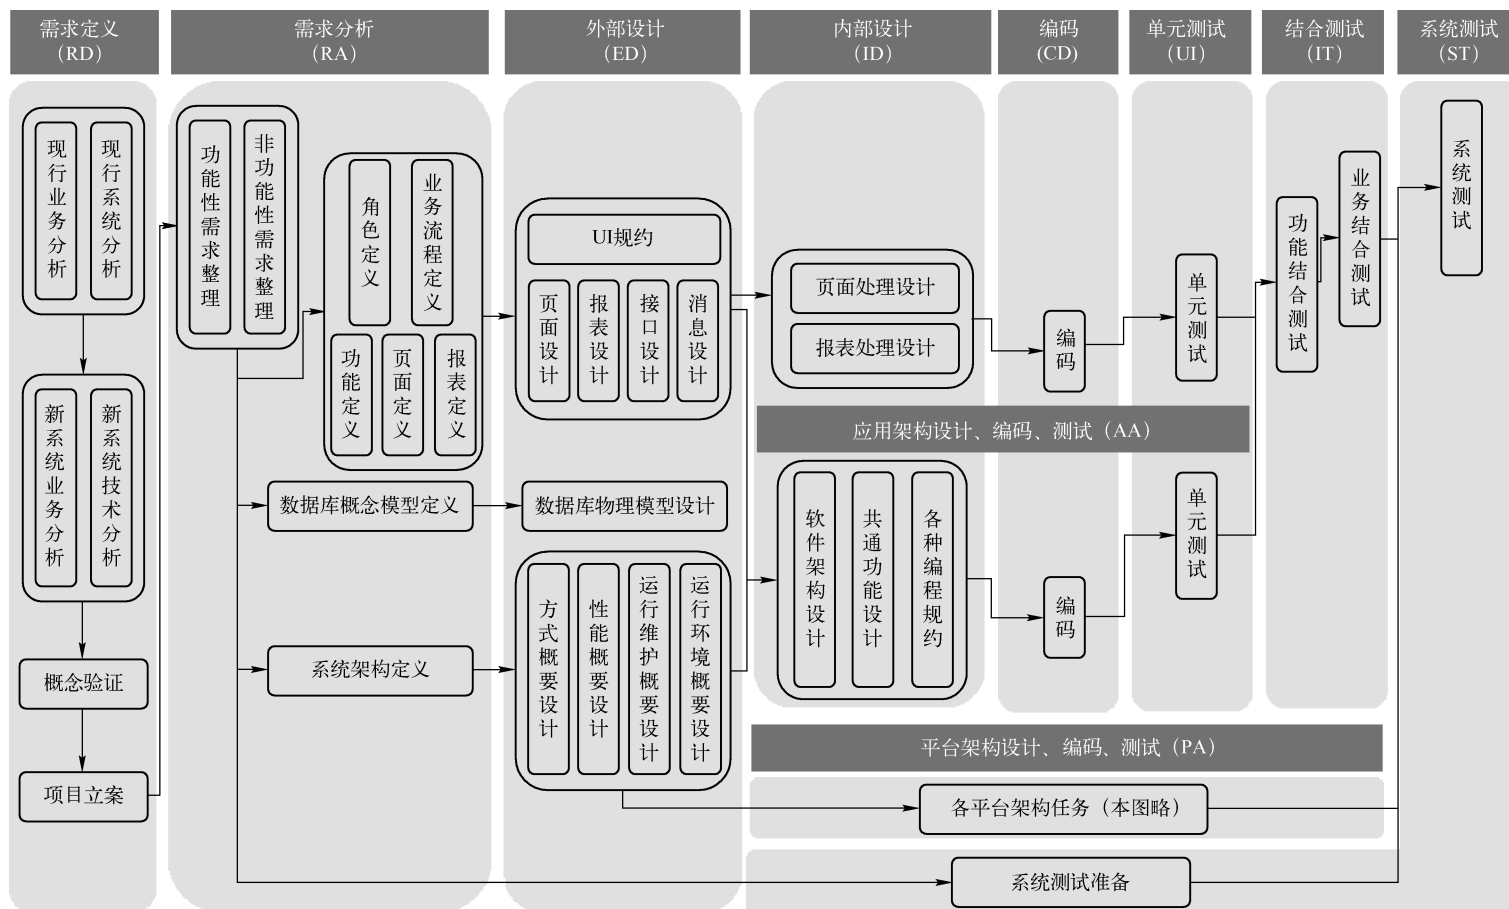 需求定义
（RD）
需求分析
（RA）
外部设计
（ED）
内部设计
（ID）
编码
(CD)
单元测试
（UI）
结合测试
（IT）
系统测试
（ST）
现行业务分析
现行系统分析
新系统业务分析
新系统技术分析
概念验证
项目立案
功能性需求整理
非功能性需求整理
角色定义
业务流程定义
功能定义
页面定义
报表定义
数据库概念模型定义
系统架构定义
UI规约
页面设计
报表设计
接口设计
消息设计
数据库物理模型设计
方式概要设计
性能概要设计
运行维护概要设计
运行环境概要设计
页面处理设计
报表处理设计
编码
单元测试
应用架构设计、编码、测试（AA）
软件架构设计
共通功能设计
各种编程规约
编码
单元测试
功能结合测试
业务结合测试
系统测试
平台架构设计、编码、测试（PA）
各平台架构任务（本图略）
系统测试准备